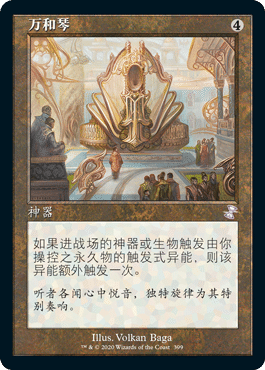 万和琴
4
神器
如果进战场的神器或生物触发由你
操控之永久物的触发式异能，则该
异能额外触发一次。
听者各闻心中悦音，独特旋律为其特
别奏响。
Illus. Volkan Baga
™ & © 2020 Wizards of the Coast 399